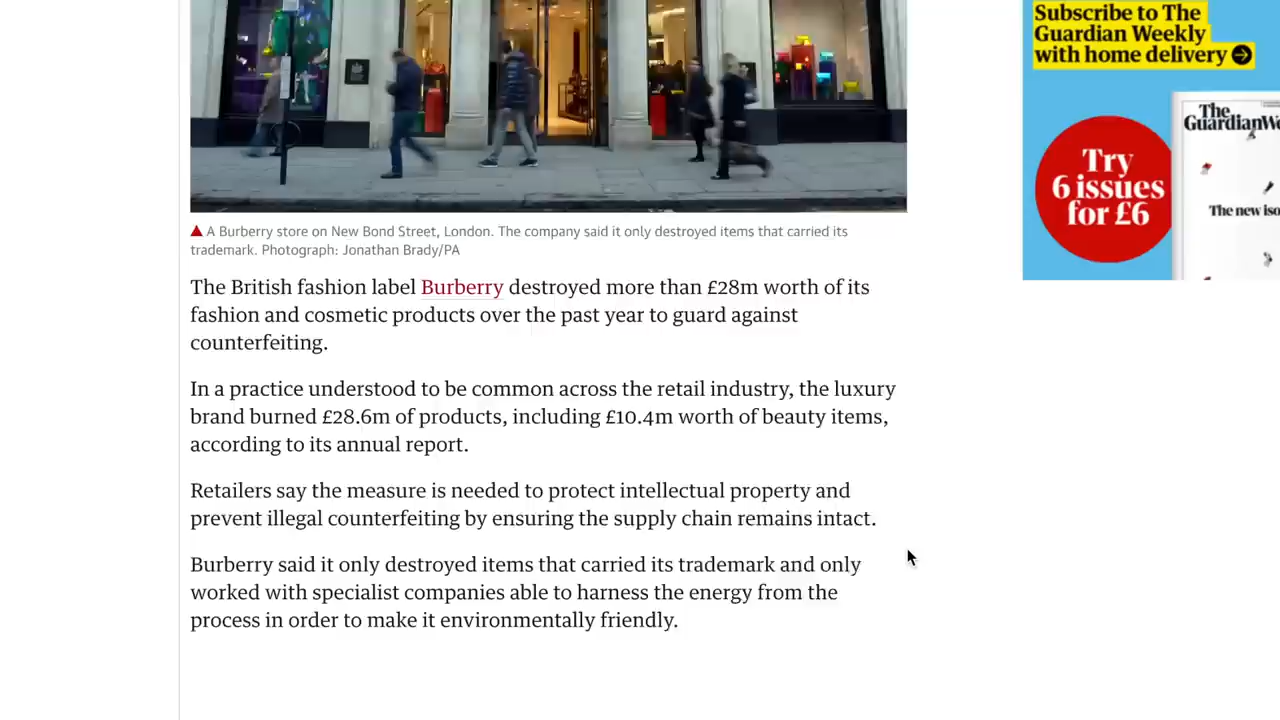 Subscribe to The
Guardian Weekly
with home delivery
The
Try
6 issues
for £6
▲ A Burberry store on New Bond Street, London. The company said it only destroyed items that carried its
trademark. Photograph: Jonathan Brady/PA
The British fashion label Burberry destroyed more than £28m worth of its
fashion and cosmetic products over the past year to guard against
counterfeiting.
In a practice understood to be common across the retail industry, the luxury
brand burned £28.6m of products, including £10.4m worth of beauty items,
according to its annual report.
Retailers say the measure is needed to protect intellectual property and
prevent illegal counterfeiting by ensuring the supply chain remains intact.
Burberry said it only destroyed items that carried its trademark and only
worked with specialist companies able to harness the energy from the
process in order to make it environmentally friendly.
The new